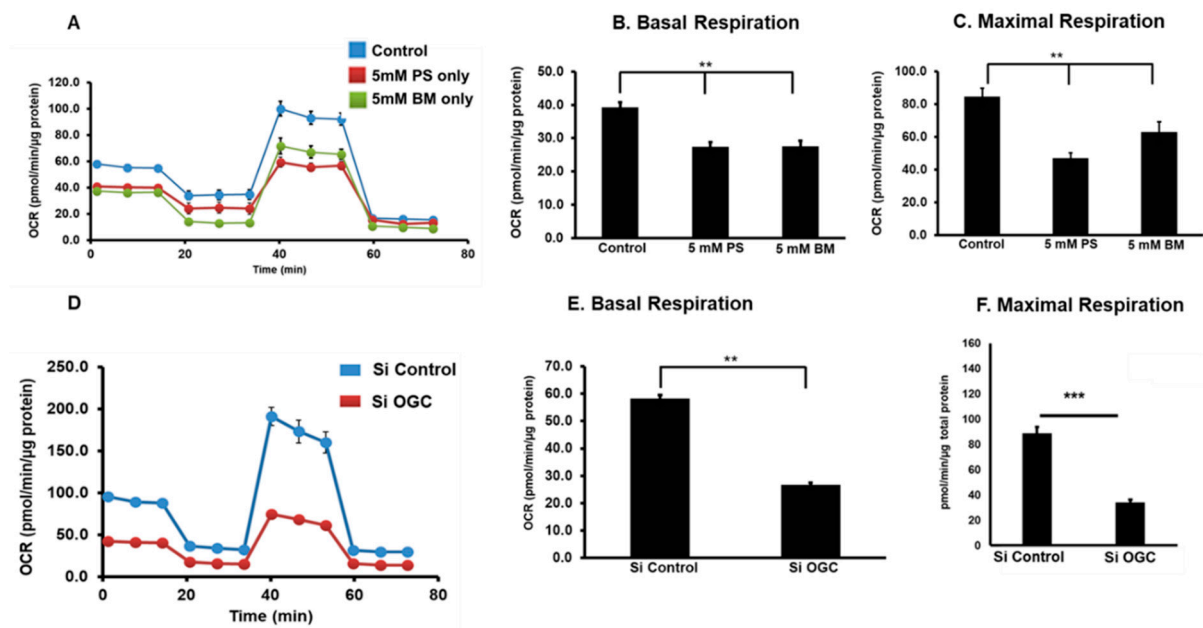 A
Control
5mM PS only
5mM BM only
120.0
100.0
80.0
60.0
40.0
20.0
0.0
OCR (pmol/min/µg protein)
0 20 40 60 80
Time (min)
B. Basal Respiration
**
50.0
40.0
30.0
20.0
10.0
0.0
OCR (pmol/min/µg protein)
Control 5 mM PS 5 mM BM
C. Maximal Respiration
**
100.0
80.0
60.0
40.0
20.0
0.0
OCR (pmol/min/µg protein)
Control 5 mM PS 5 mM BM
D
Si Control
Si OGC
250.0
200.0
150.0
100.0
50.0
0.0
OCR (pmol/min/µg protein)
0 20 40 60 80
Time (min)
E. Basal Respiration
**
70.0
60.0
50.0
40.0
30.0
20.0
10.0
0.0
OCR (pmol/min/µg protein)
Si Control Si OGC
F. Maximal Respiration
***
160
140
120
100
80
60
40
20
0
pmol/min/µg total protein
Si Control Si OGC